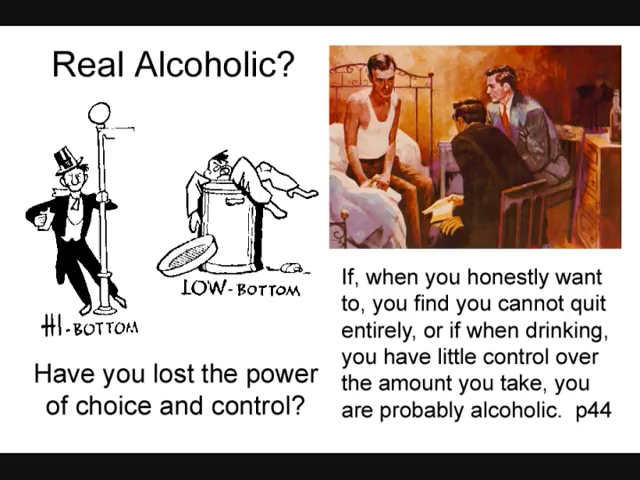 Real Alcoholic?
HI-BOTTOM
LOW-BOTTOM
Have you lost the power
of choice and control?
If, when you honestly want
to, you find you cannot quit
entirely, or if when drinking,
you have little control over
the amount you take, you
are probably alcoholic. p44